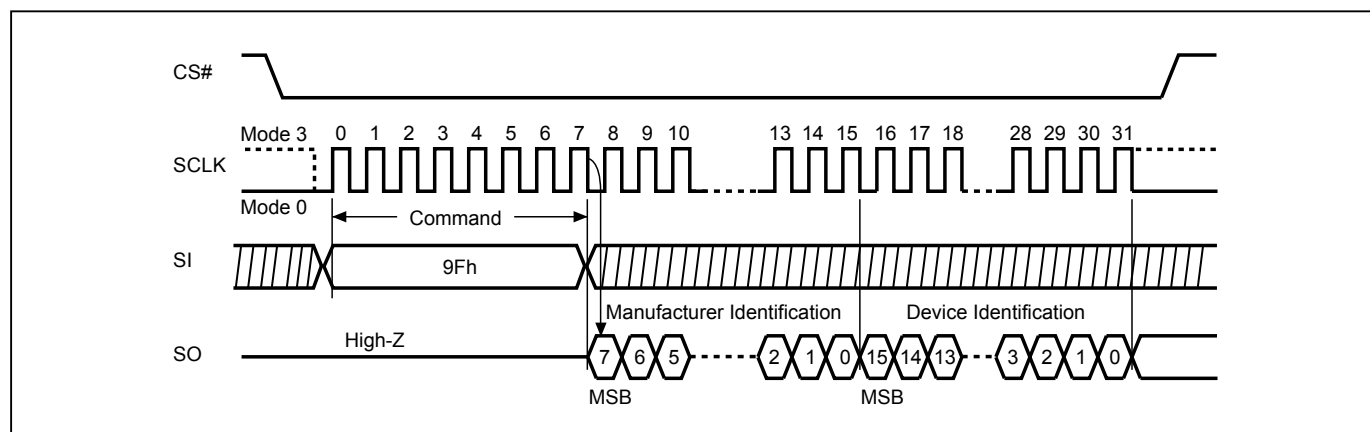 CS#
Mode 3 0 1 2 3 4 5 6 7 8 9 10 13 14 15 16 17 18 28 29 30 31
SCLK
Mode 0
Command
SI 9Fh
Manufacturer Identification Device Identification
High-Z
SO 7 6 5 2 1 0 15 14 13 3 2 1 0
MSB MSB